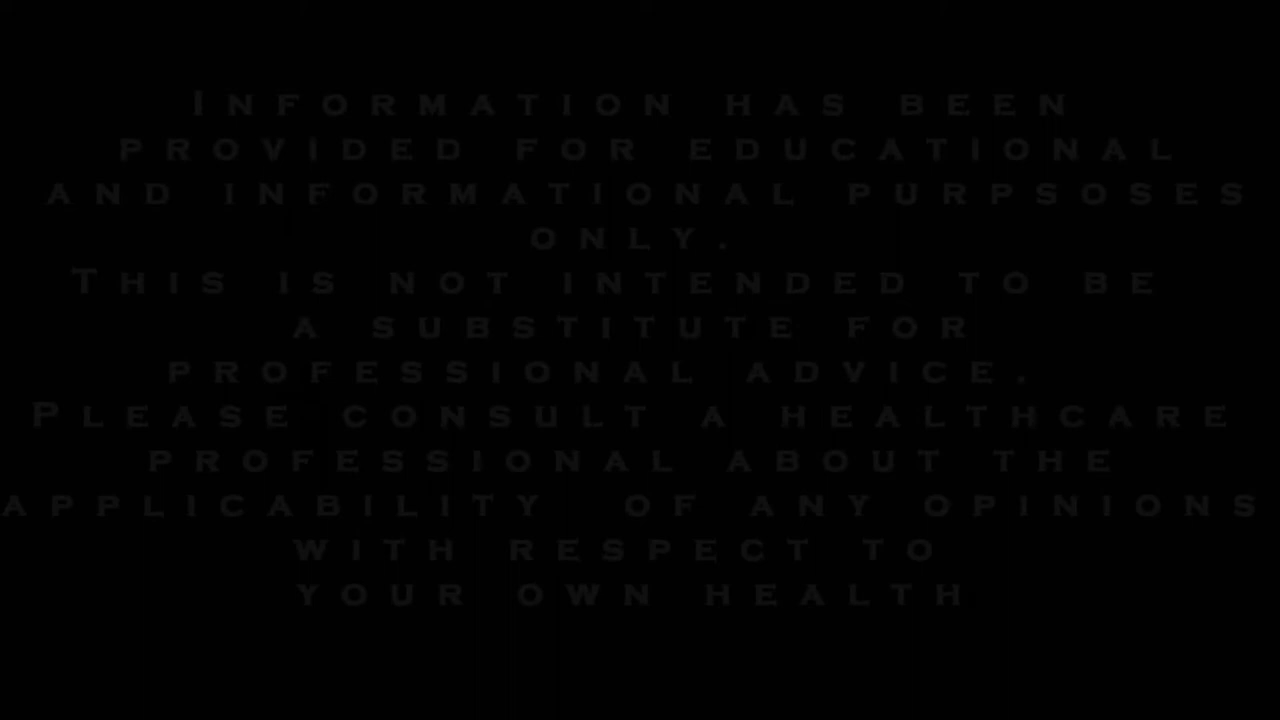 Information has been
provided for educational
and informational purpsoses
only.
This is not intended to be
a substitute for
professional advice.
Please consult a healthcare
professional about the
applicability of any opinions
with respect to
your own health